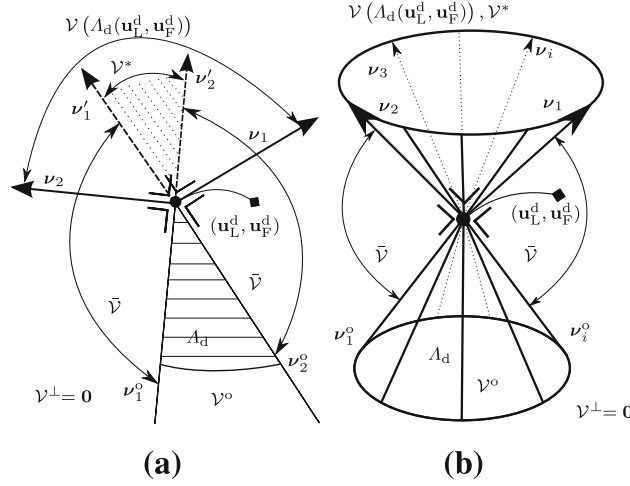 𝒱(Λ_d(𝐮_L^d, 𝐮_F^d))
𝒱*
ν′_1
ν′_2
ν_1
ν_2
(𝐮_L^d, 𝐮_F^d)
𝒱̄
𝒱̄
Λ_d
ν_1^o
ν_2^o
𝒱^⊥= 𝟎
𝒱^o
(a)
𝒱(Λ_d(𝐮_L^d, 𝐮_F^d)), 𝒱*
ν_i
ν_3
ν_2
ν_1
(𝐮_L^d, 𝐮_F^d)
𝒱̄
𝒱̄
ν_1^o
ν_i^o
Λ_d
𝒱^o
𝒱^⊥= 𝟎
(b)